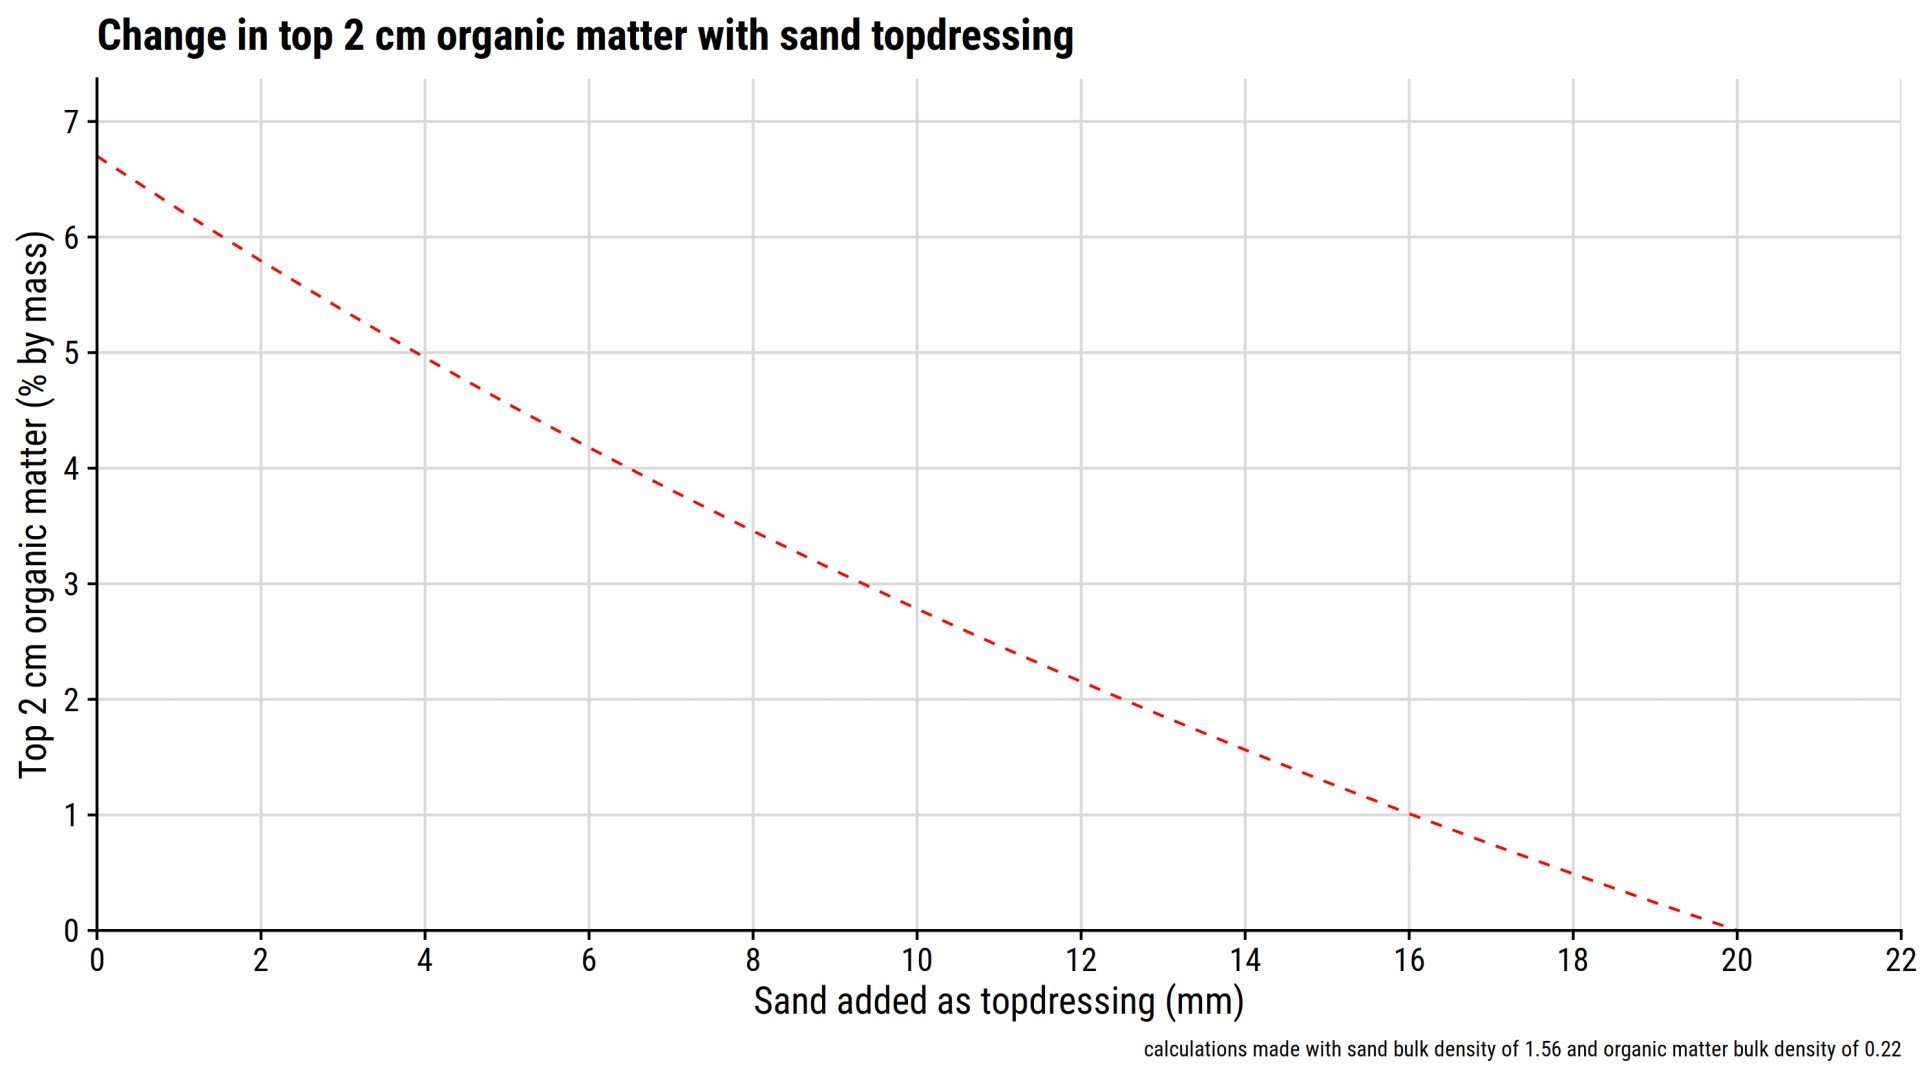 Change in top 2 cm organic matter with sand topdressing
Top 2 cm organic matter (% by mass)
7
6
5
4
3
2
1
0
0 2 4 6 8 10 12 14 16 18 20 22
Sand added as topdressing (mm)
calculations made with sand bulk density of 1.56 and organic matter bulk density of 0.22